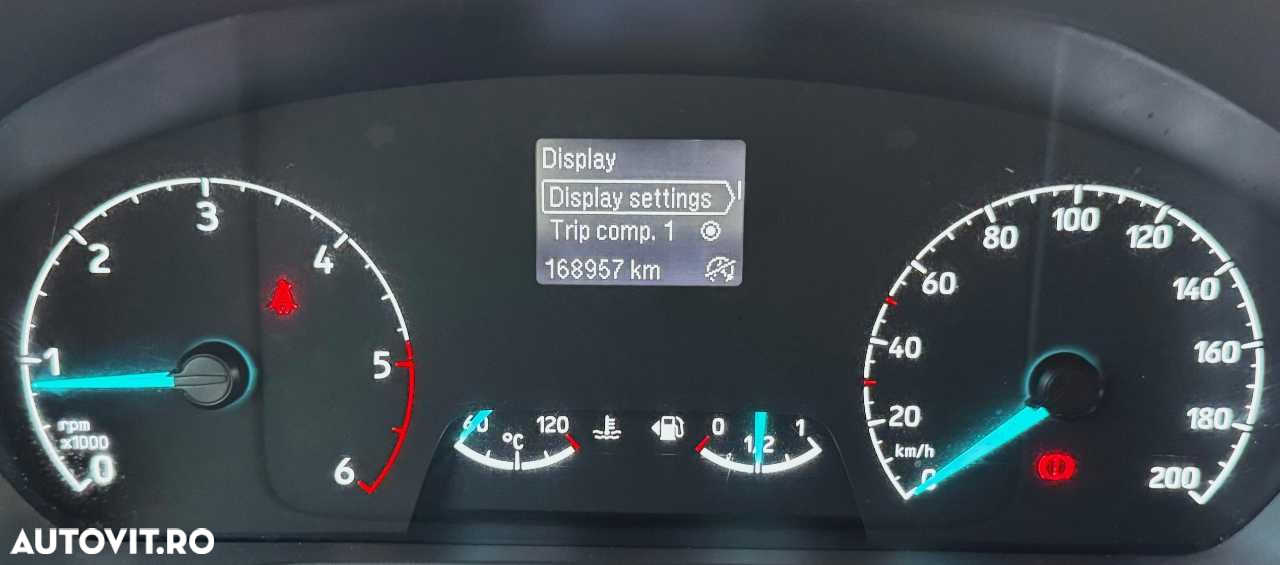 Display
Display settings
Trip comp. 1
168957 km
0
1
2
3
4
5
6
rpm
x1000
60
120
°C
0
1/2
1
0
20
40
60
80
100
120
140
160
180
200
km/h
AUTOVIT.RO